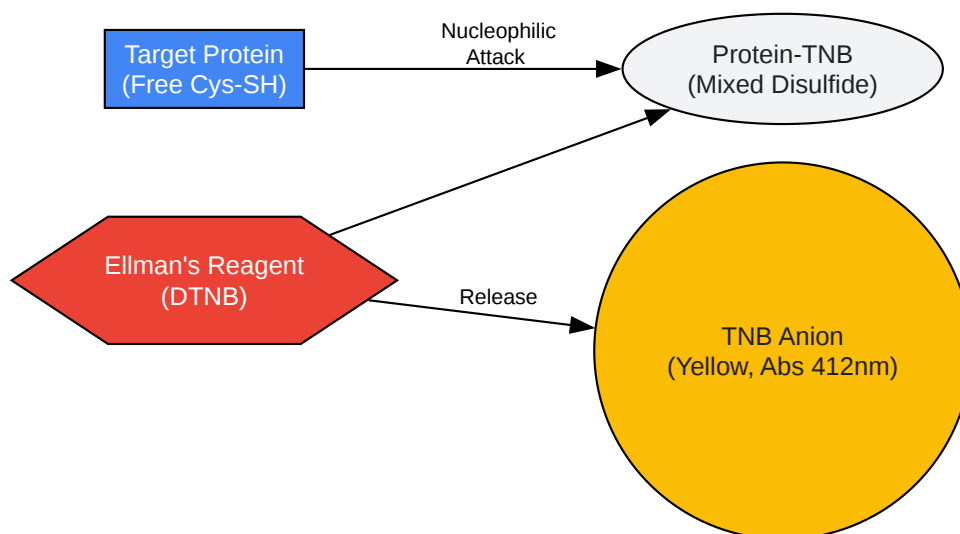 Target Protein
(Free Cys-SH)
Nucleophilic
Attack
Protein-TNB
(Mixed Disulfide)
Ellman's Reagent
(DTNB)
Release
TNB Anion
(Yellow, Abs 412nm)